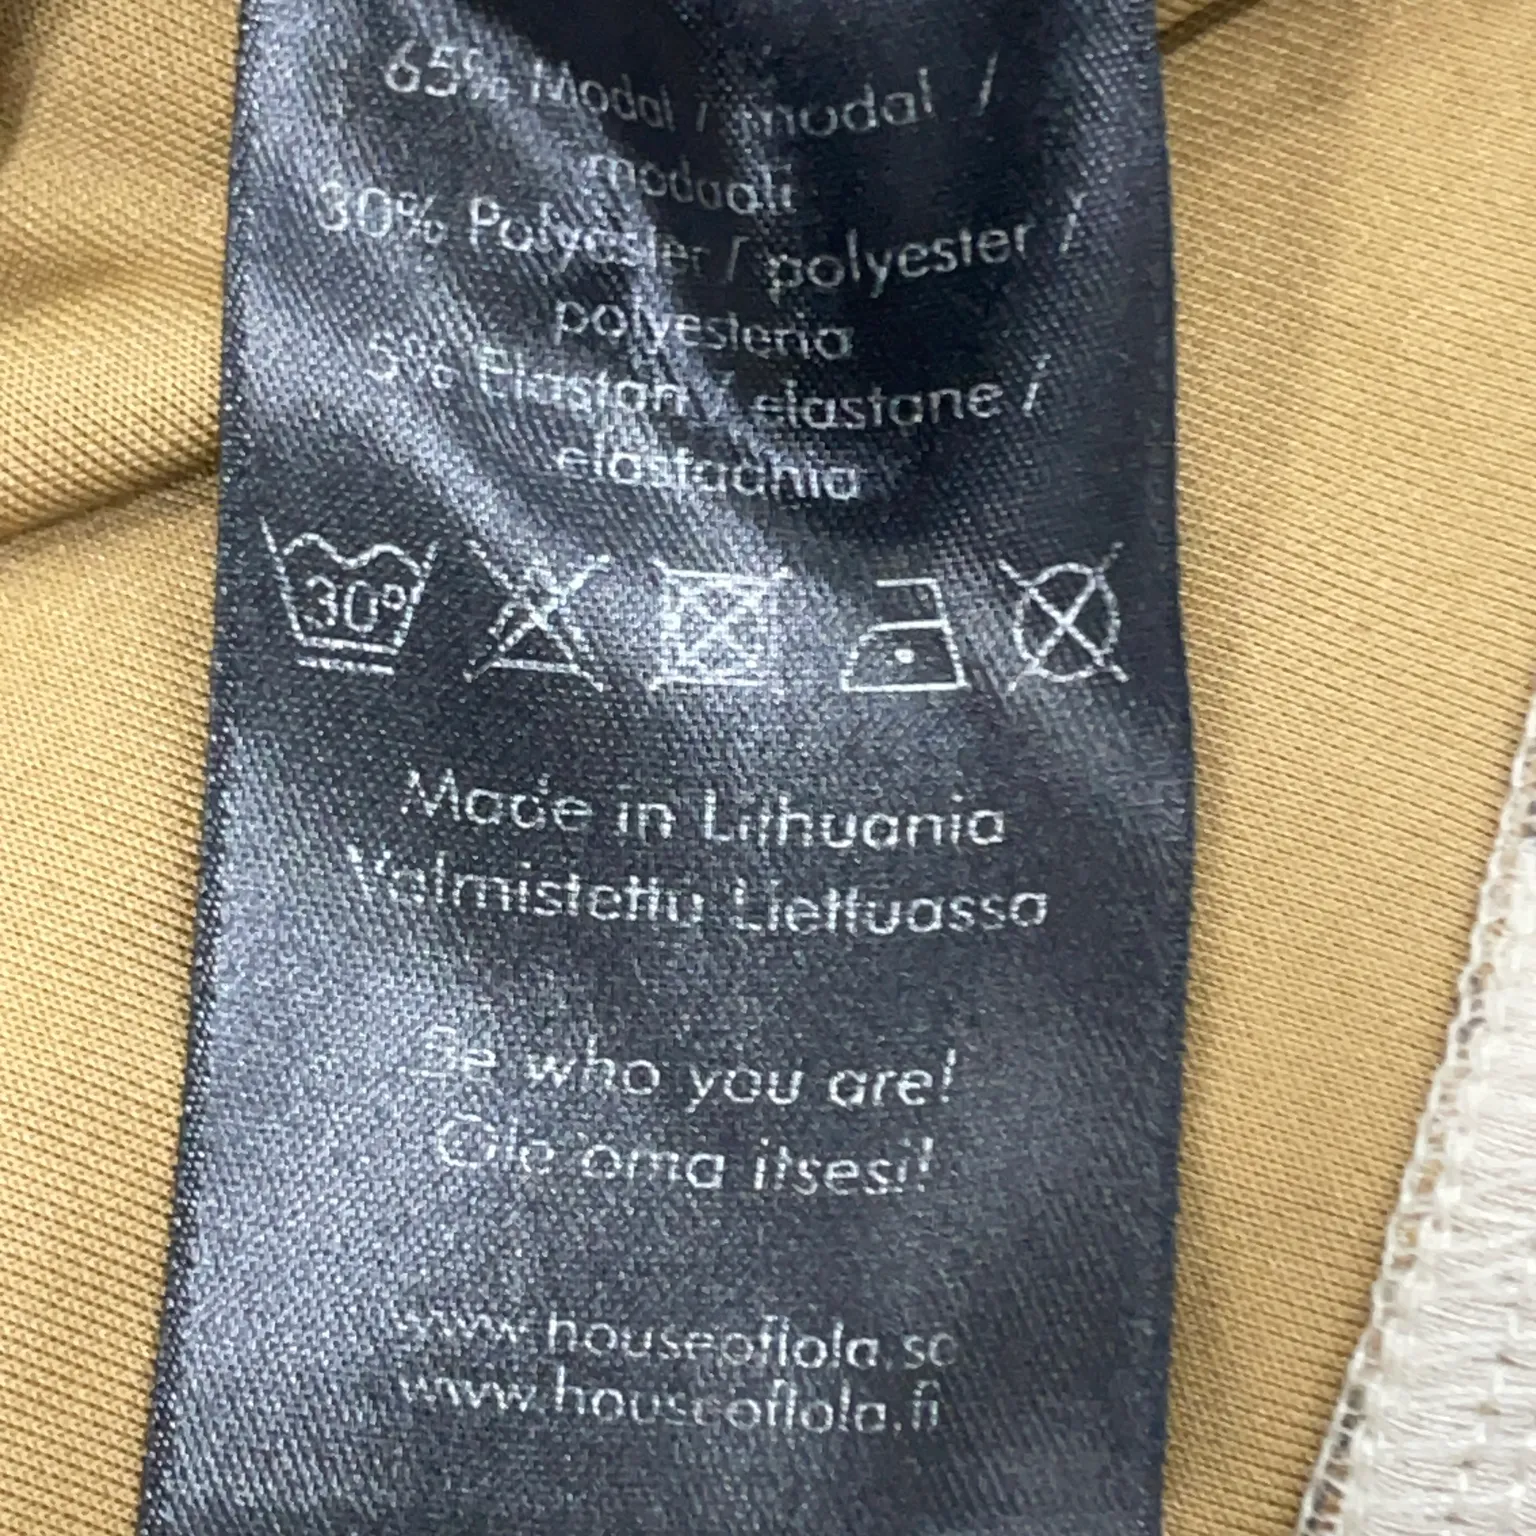 65% Modal / modal /
modaali
30% Polyester / polyester /
polyesteria
5% Elastan / elastane /
elastaania
30°
Made in Lithuania
Valmistettu Liettuassa
Be who you are!
Ole oma itsesi!
www.houseoflola.se
www.houseoflola.fi